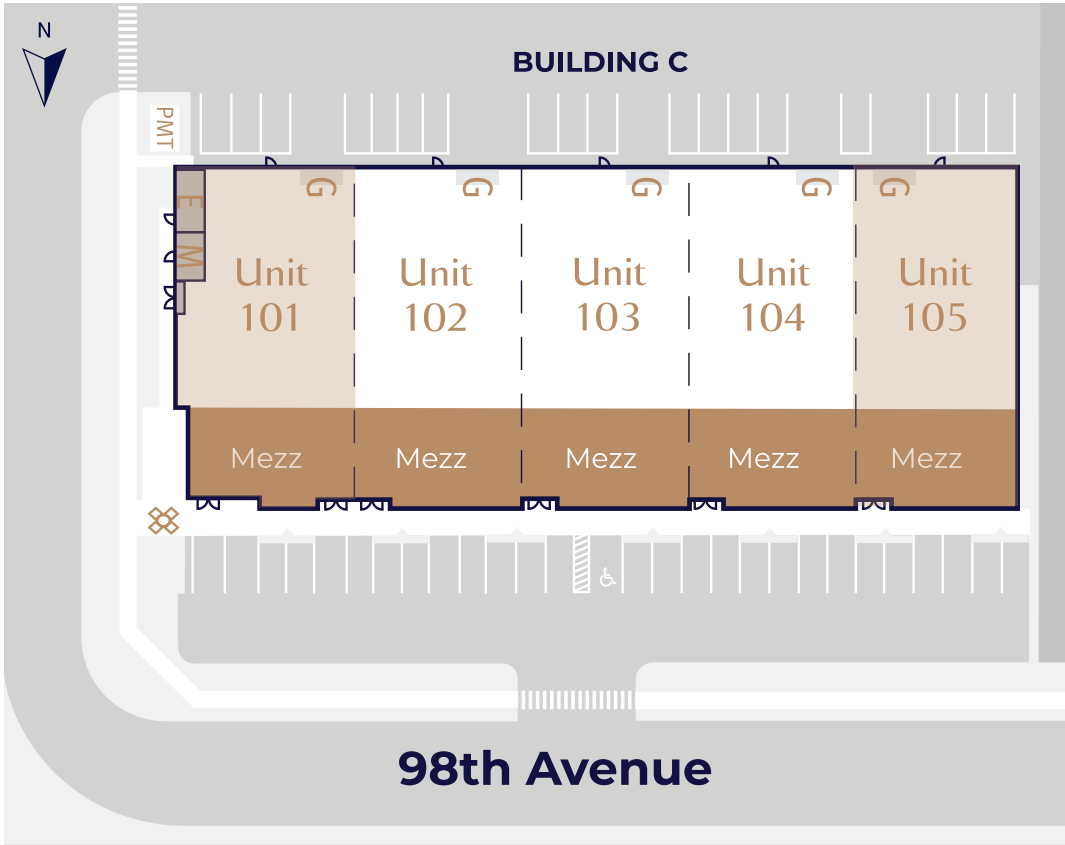 N
BUILDING C
PMT
G
G
G
G
G
E
M
Unit
101
Unit
102
Unit
103
Unit
104
Unit
105
Mezz
Mezz
Mezz
Mezz
Mezz
98th Avenue